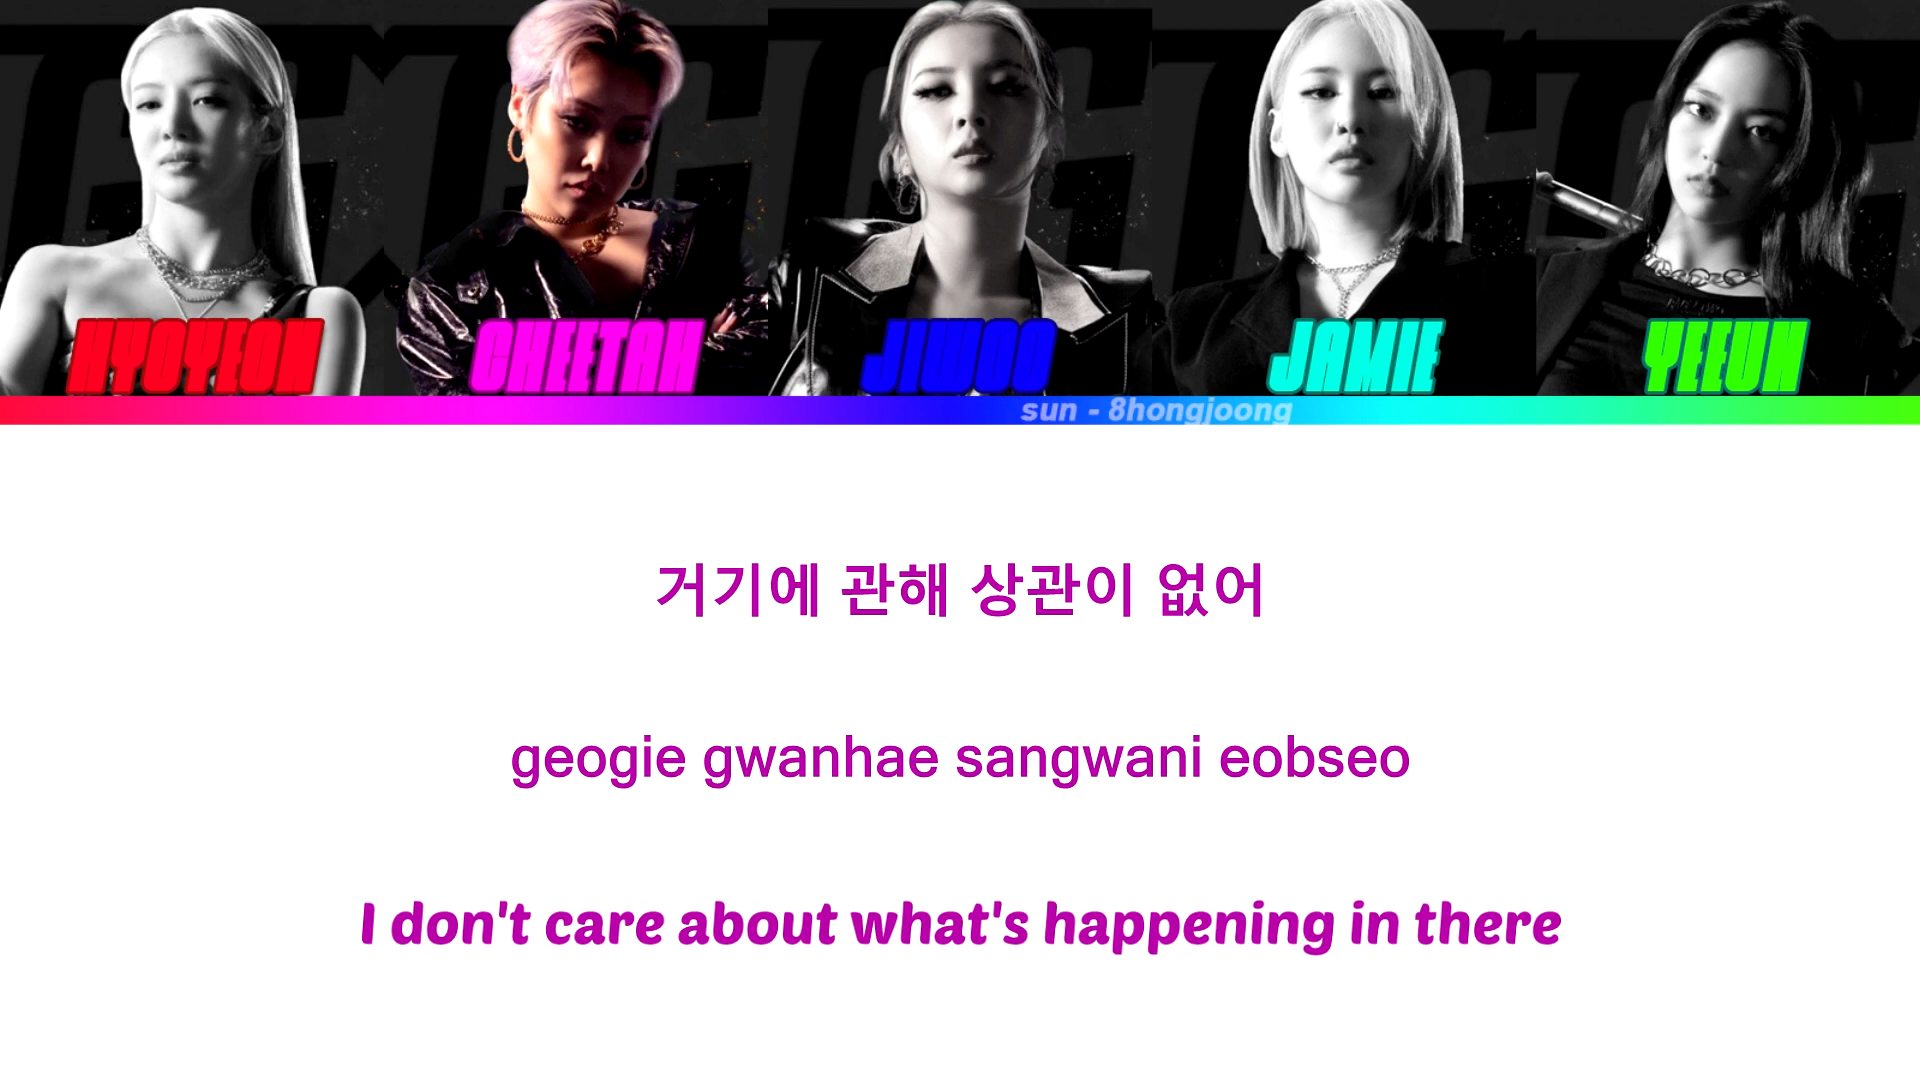 HYOYEON CHEETAH JIWOO JAMIE YEEUN
sun - 8hongjoong
거기에 관해 상관이 없어
geogie gwanhae sangwani eobseo
I don't care about what's happening in there